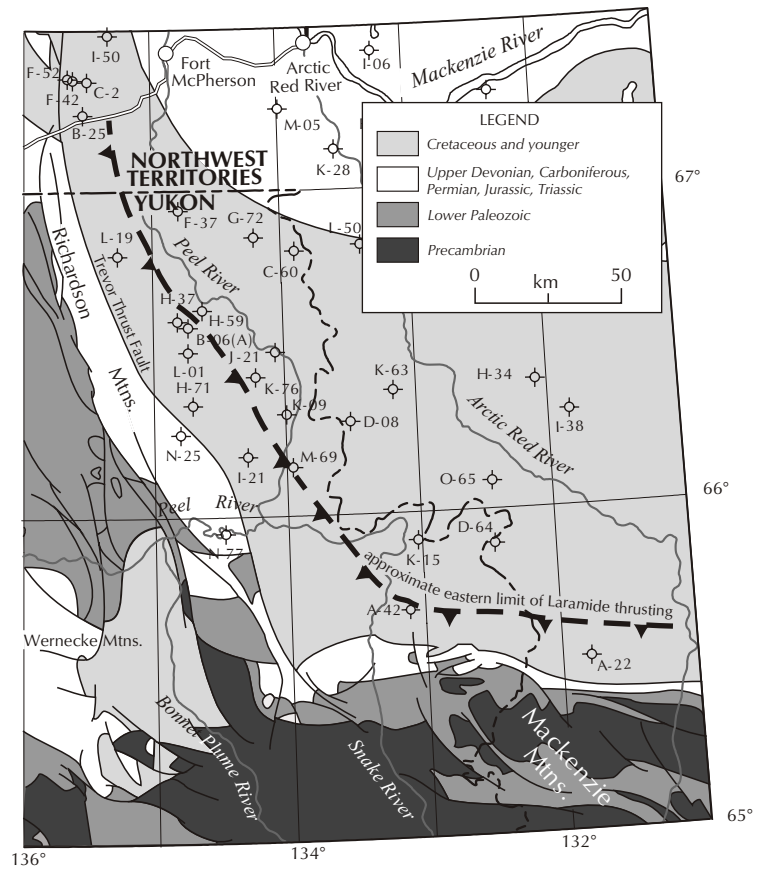 I-50
Fort
McPherson
Arctic
Red River
I-06
Mackenzie River
F-52
F-42
C-2
B-25
M-05
K-28
LEGEND
Cretaceous and younger
Upper Devonian, Carboniferous,
Permian, Jurassic, Triassic
Lower Paleozoic
Precambrian
0
km
50
67°
NORTHWEST
TERRITORIES
YUKON
F-37
G-72
L-50
L-19
C-60
Richardson
Mtns.
Trevor Thrust Fault
Peel River
H-37
H-59
B-06(A)
J-21
L-01
H-71
K-76
K-09
K-63
H-34
I-38
D-08
Arctic Red River
N-25
I-21
M-69
O-65
66°
Peel River
N-77
D-64
K-15
approximate eastern limit of Laramide thrusting
A-42
A-22
Wernecke Mtns.
Bonnet Plume River
Snake River
Mackenzie
Mtns.
65°
136°
134°
132°